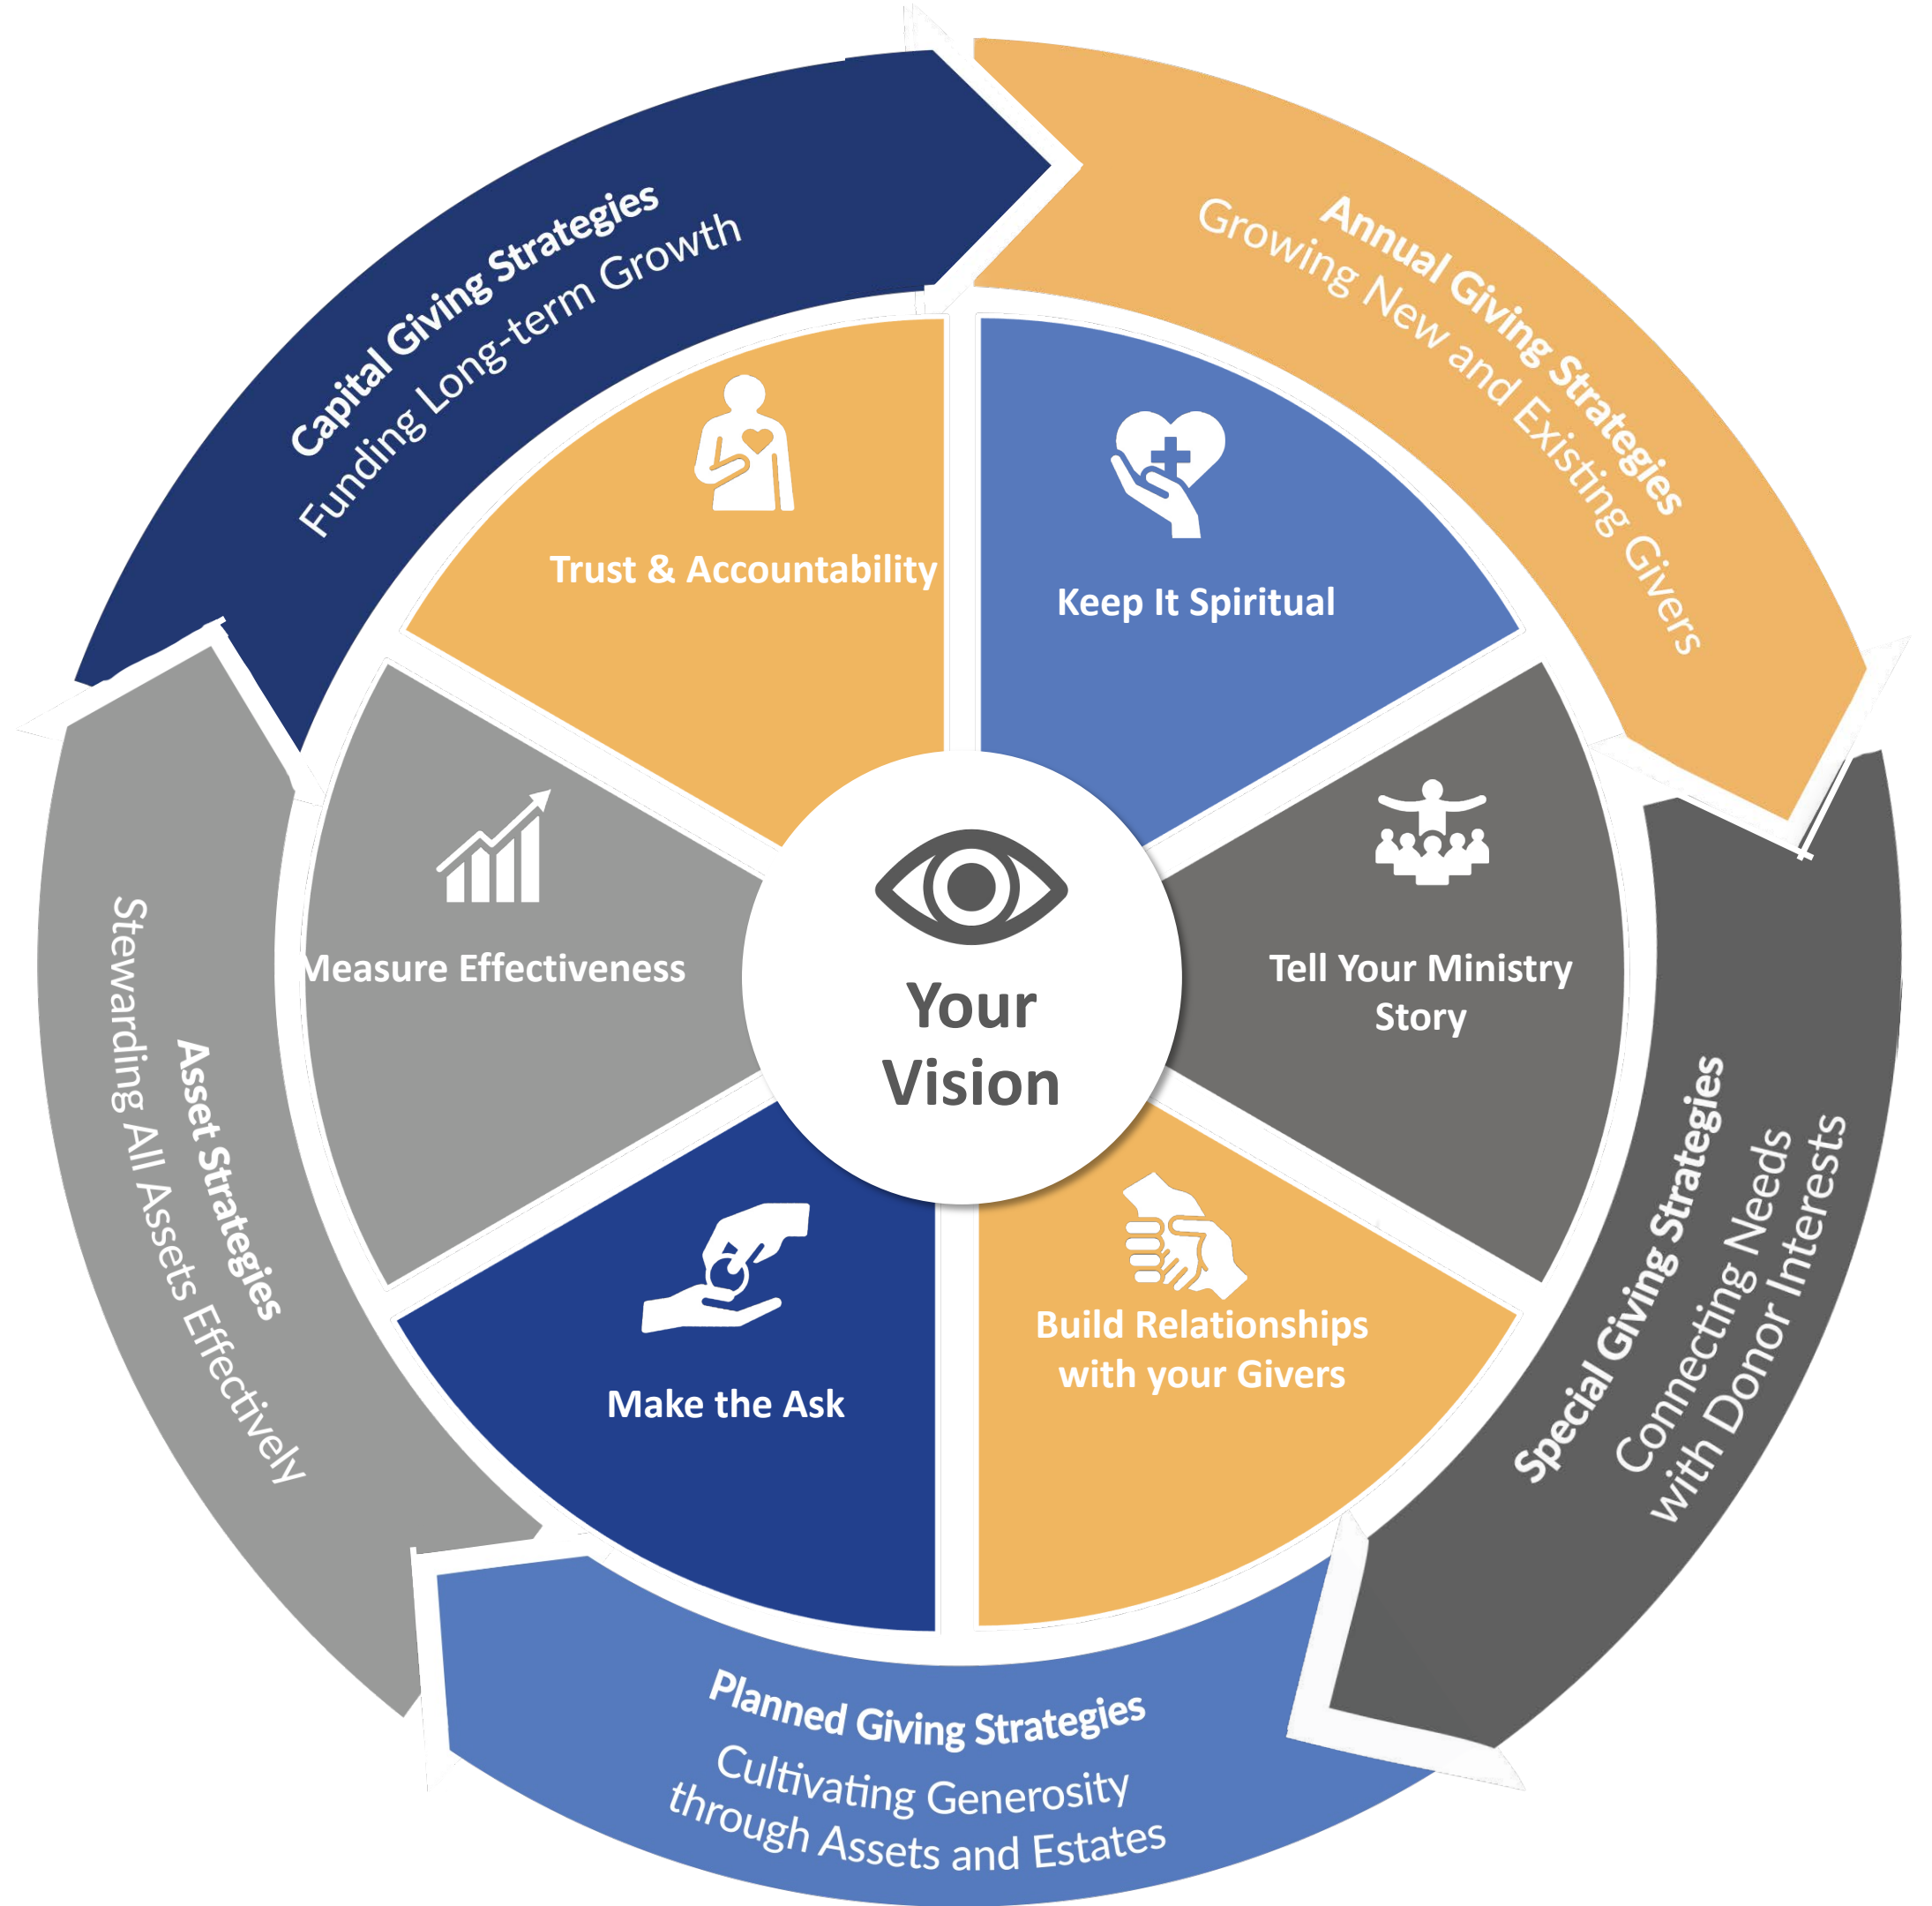 Capital Giving Strategies
Funding Long-term Growth
Annual Giving Strategies
Growing New and Existing Givers
Trust & Accountability
Keep It Spiritual
Measure Effectiveness
Your
Vision
Tell Your Ministry
Story
Asset Strategies
Stewarding All Assets Effectively
Special Giving Strategies
Connecting Needs
with Donor Interests
Make the Ask
Build Relationships
with your Givers
Planned Giving Strategies
Cultivating Generosity
through Assets and Estates